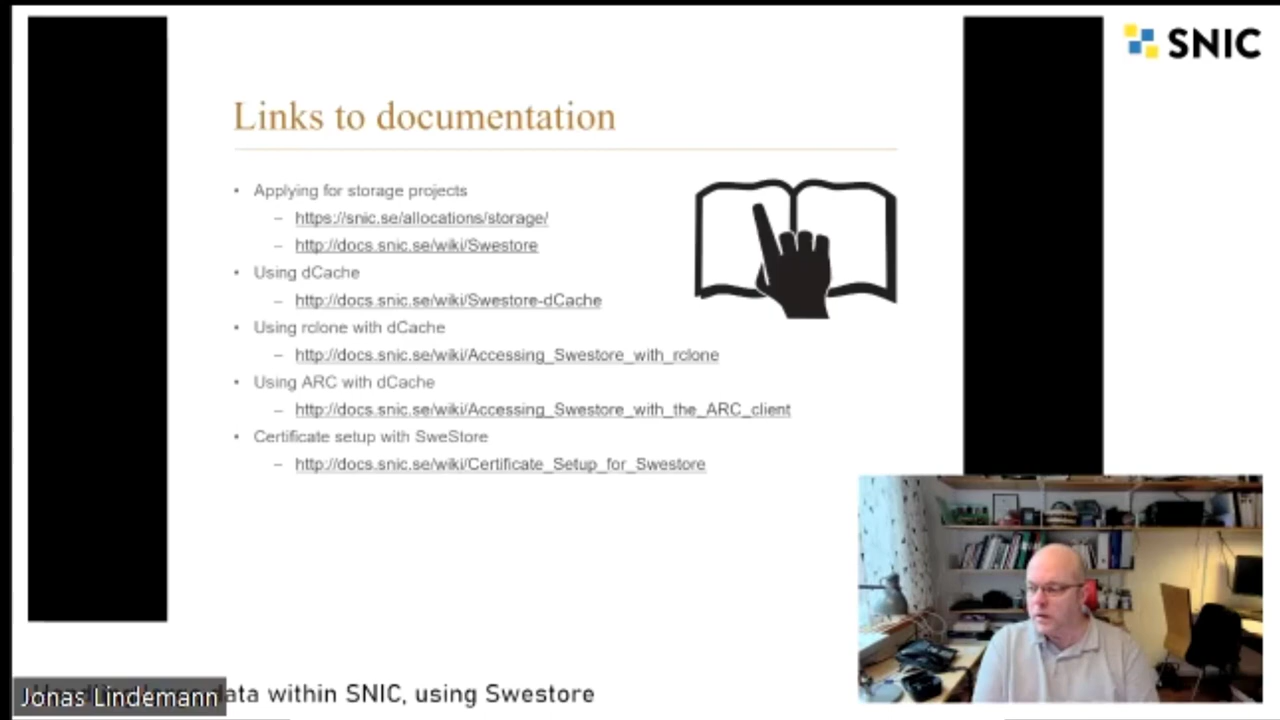 SNIC
Links to documentation
• Applying for storage projects
– https://snic.se/allocations/storage/
– http://docs.snic.se/wiki/Swestore
• Using dCache
– http://docs.snic.se/wiki/Swestore-dCache
• Using rclone with dCache
– http://docs.snic.se/wiki/Accessing_Swestore_with_rclone
• Using ARC with dCache
– http://docs.snic.se/wiki/Accessing_Swestore_with_the_ARC_client
• Certificate setup with SweStore
– http://docs.snic.se/wiki/Certificate_Setup_for_Swestore
Jonas Lindemann
within SNIC, using Swestore